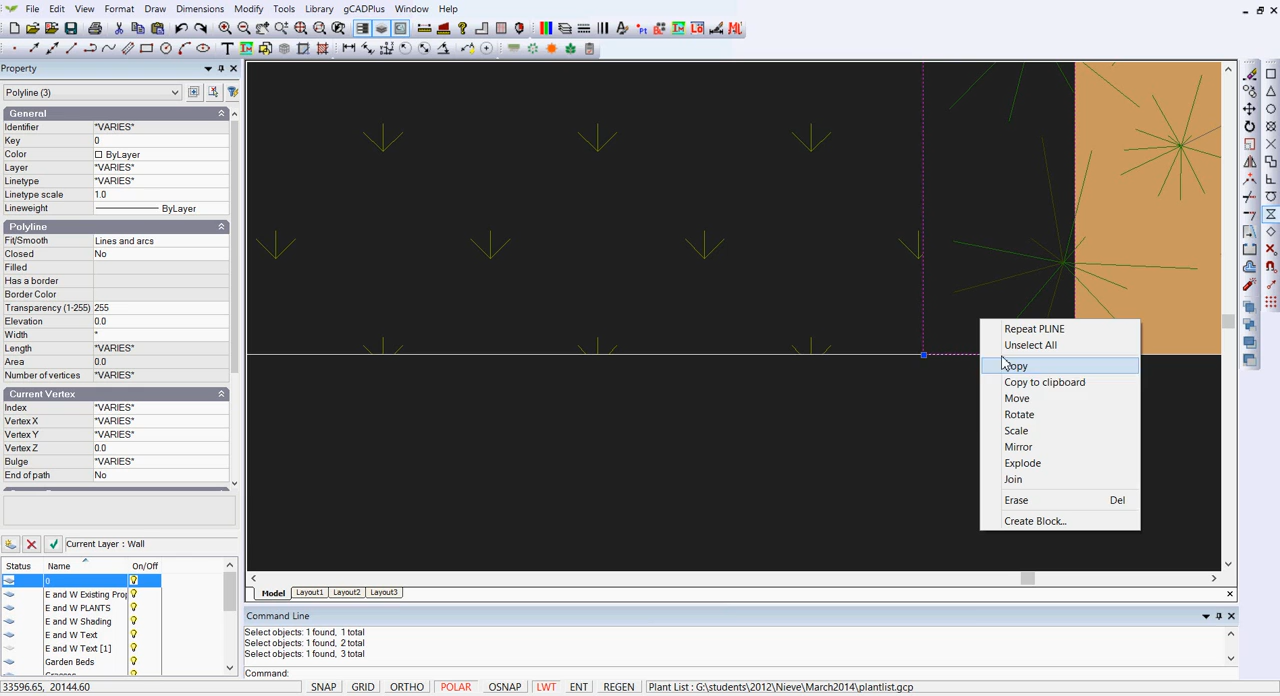 File Edit View Format Draw Dimensions Modify Tools Library gCADPlus Window Help
Property
Polyline (3)
General
Identifier *VARIES*
Key 0
Color ByLayer
Layer *VARIES*
Linetype *VARIES*
Linetype scale 1.0
Lineweight ByLayer
Polyline
Fit/Smooth Lines and arcs
Closed No
Filled
Has a border
Border Color
Transparency (1-255) 255
Elevation 0.0
Width *
Length *VARIES*
Area 0.0
Number of vertices *VARIES*
Current Vertex
Index *VARIES*
Vertex X *VARIES*
Vertex Y *VARIES*
Vertex Z 0.0
Bulge *VARIES*
End of path No
Current Layer : Wall
Status Name On/Off
0
E and W Existing Prop
E and W PLANTS
E and W Shading
E and W Text
E and W Text [1]
Garden Beds
Repeat PLINE
Unselect All
Copy
Copy to clipboard
Move
Rotate
Scale
Mirror
Explode
Join
Erase Del
Create Block...
Model Layout1 Layout2 Layout3
Command Line
Select objects: 1 found, 1 total
Select objects: 1 found, 2 total
Select objects: 1 found, 3 total
Command:
33596.65, 20144.60 SNAP GRID ORTHO POLAR OSNAP LWT ENT REGEN Plant List : G:\students\2012\Nieve\March2014\plantlist.gcp